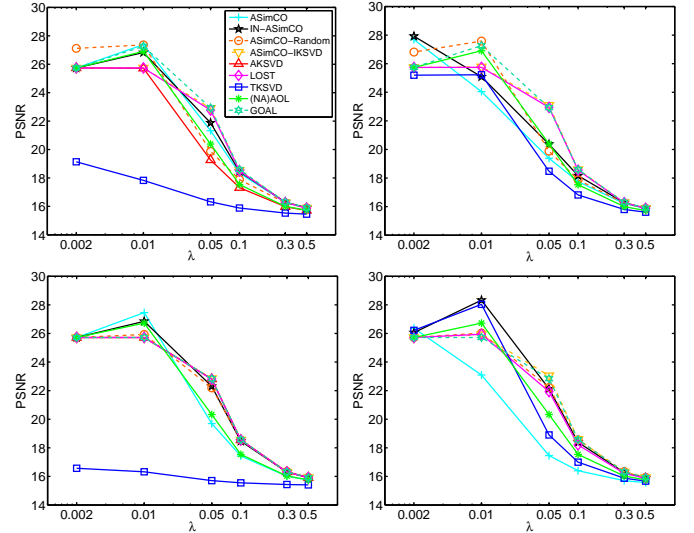 30
28
26
24
22
20
18
16
14
PSNR
0.002 0.01 0.05 0.1 0.3 0.5
λ
ASimCO
IN-ASimCO
ASimCO-Random
ASimCO-IKSVD
AKSVD
LOST
TKSVD
(NA)AOL
GOAL
30
28
26
24
22
20
18
16
14
PSNR
0.002 0.01 0.05 0.1 0.3 0.5
λ
30
28
26
24
22
20
18
16
14
PSNR
0.002 0.01 0.05 0.1 0.3 0.5
λ
30
28
26
24
22
20
18
16
14
PSNR
0.002 0.01 0.05 0.1 0.3 0.5
λ